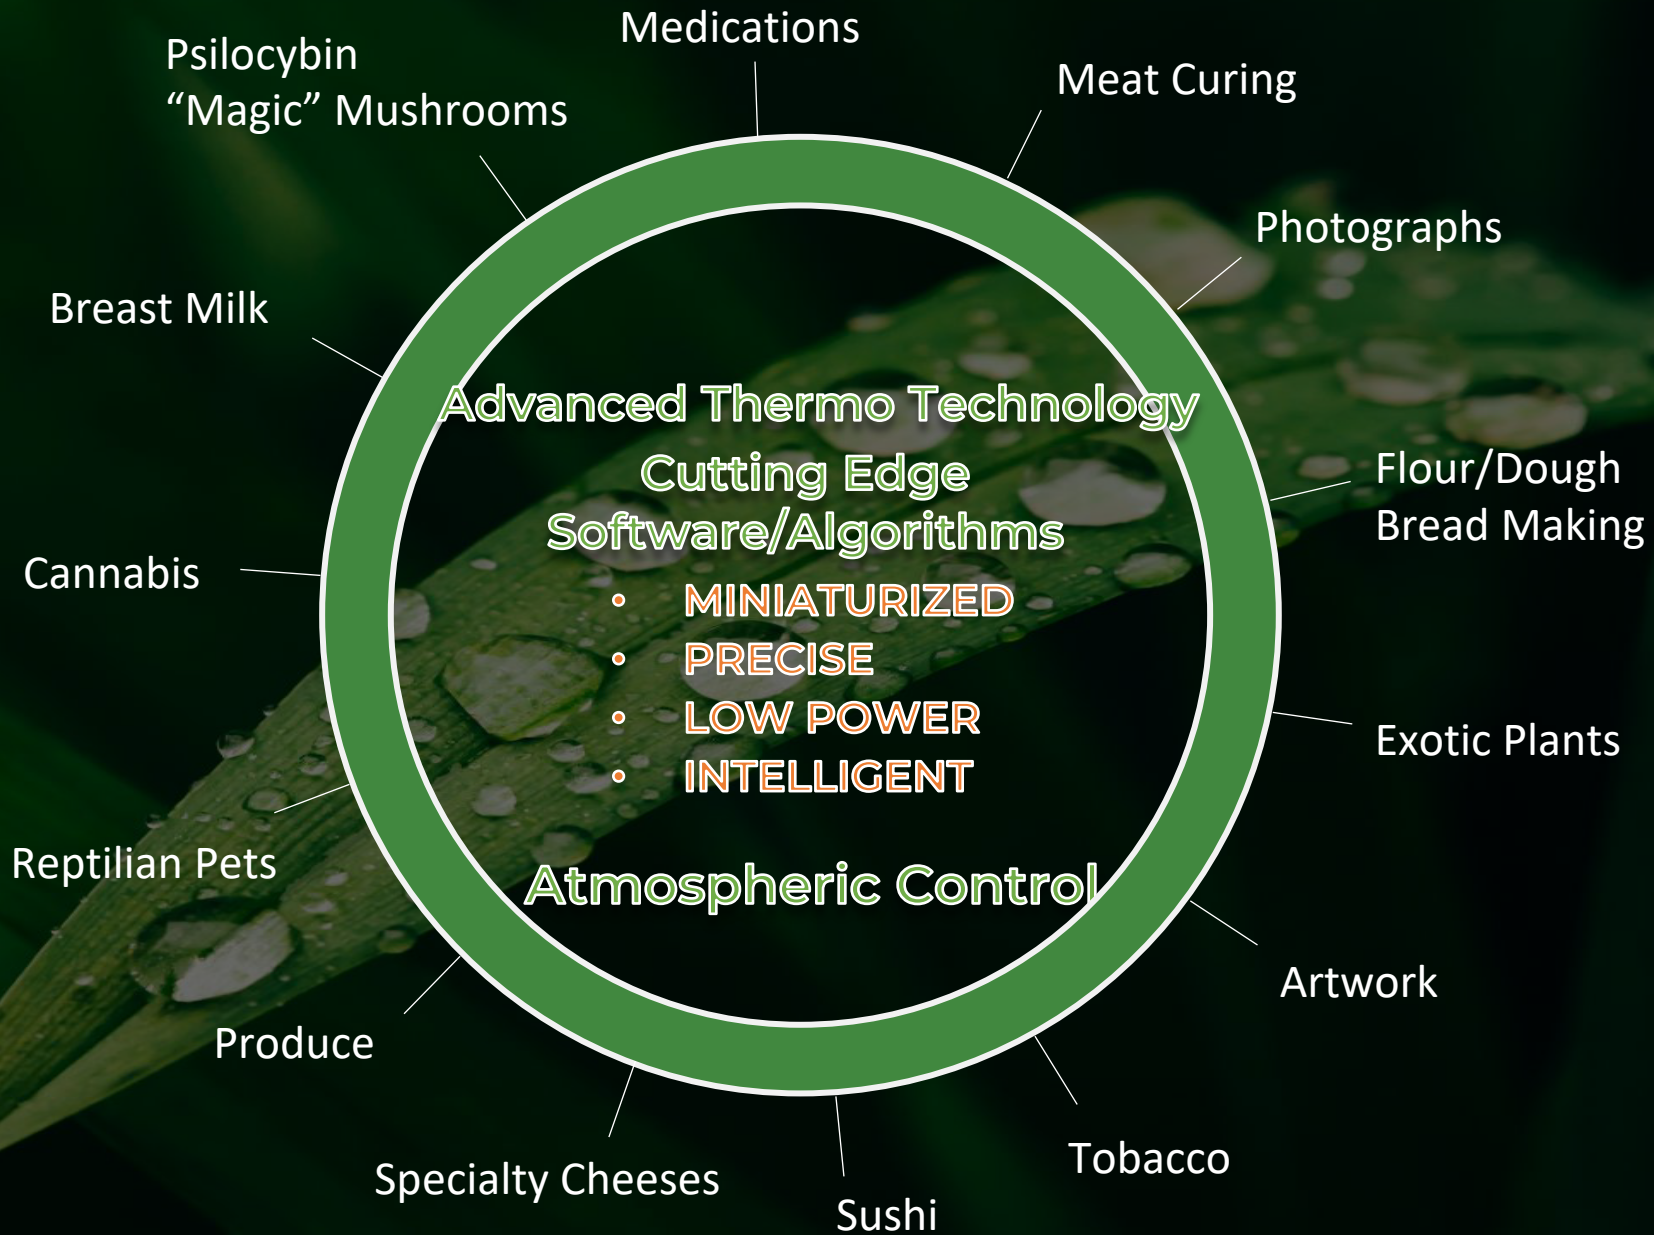 Medications
Psilocybin
“Magic” Mushrooms
Meat Curing
Photographs
Breast Milk
Advanced Thermo Technology
Cutting Edge
Software/Algorithms
Flour/Dough
Bread Making
Cannabis
• MINIATURIZED
• PRECISE
• LOW POWER
• INTELLIGENT
Exotic Plants
Reptilian Pets
Atmospheric Control
Artwork
Produce
Tobacco
Specialty Cheeses
Sushi